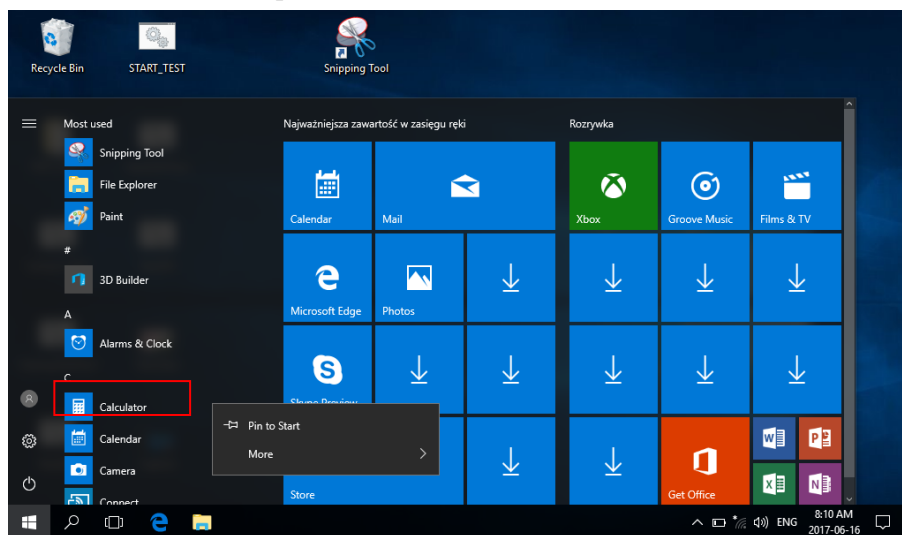 Recycle Bin
START_TEST
Snipping Tool
Most used
Snipping Tool
File Explorer
Paint
#
3D Builder
A
Alarms & Clock
C
Calculator
Calendar
Camera
Connect
Najważniejsza zawartość w zasięgu ręki
Calendar
Mail
Microsoft Edge
Photos
Skype Preview
Store
Rozrywka
Xbox
Groove Music
Films & TV
Get Office
Pin to Start
More
ENG
8:10 AM
2017-06-16